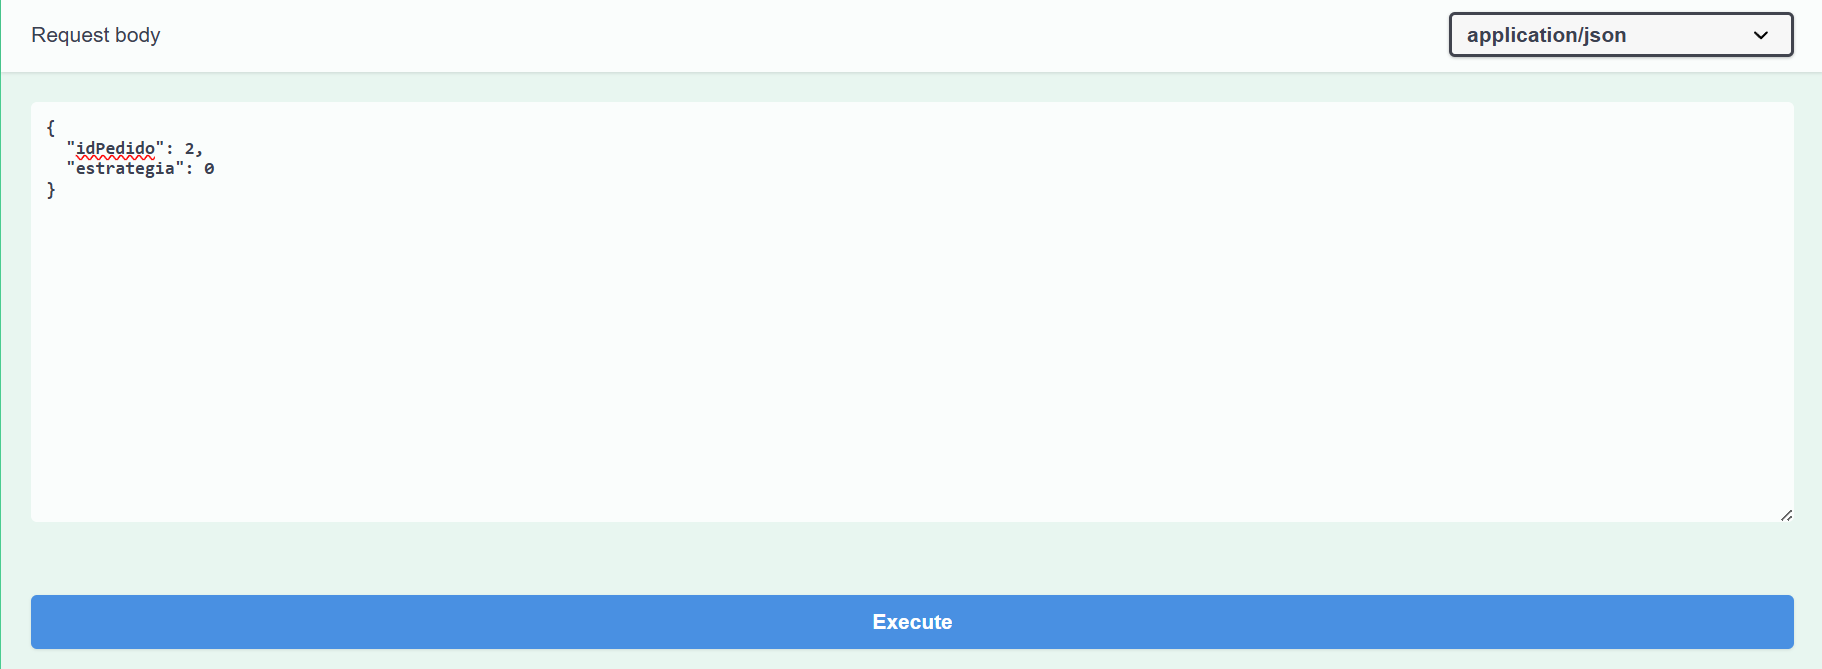 Request body
application/json
{
  "idPedido": 2,
  "estrategia": 0
}
Execute